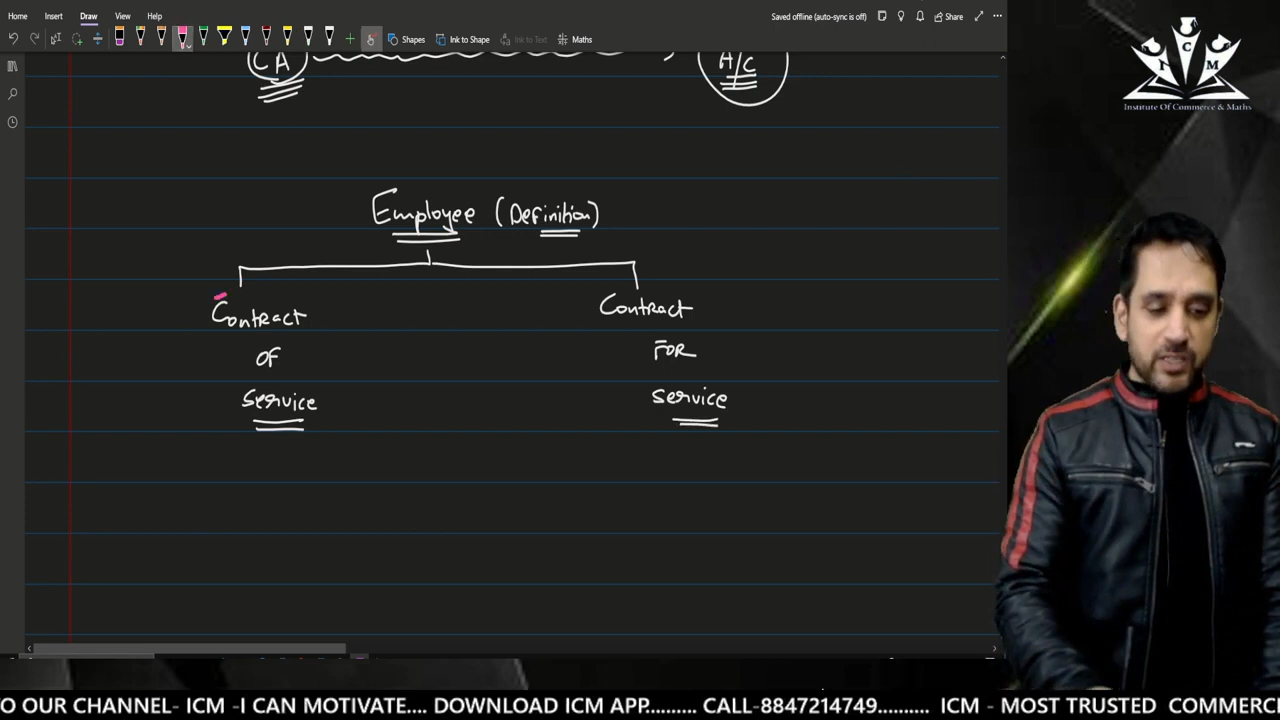 Home Insert Draw View Help
Saved offline (auto-sync is off) Share
Shapes Ink to Shape Ink to Text Maths
CA A/C
I C M
Institute Of Commerce & Maths
Employee (Definition)
Contract Contract
OF FOR
Service Service
O OUR CHANNEL- ICM -I CAN MOTIVATE.... DOWNLOAD ICM APP.......... CALL-8847214749.......... ICM - MOST TRUSTED COMMERC